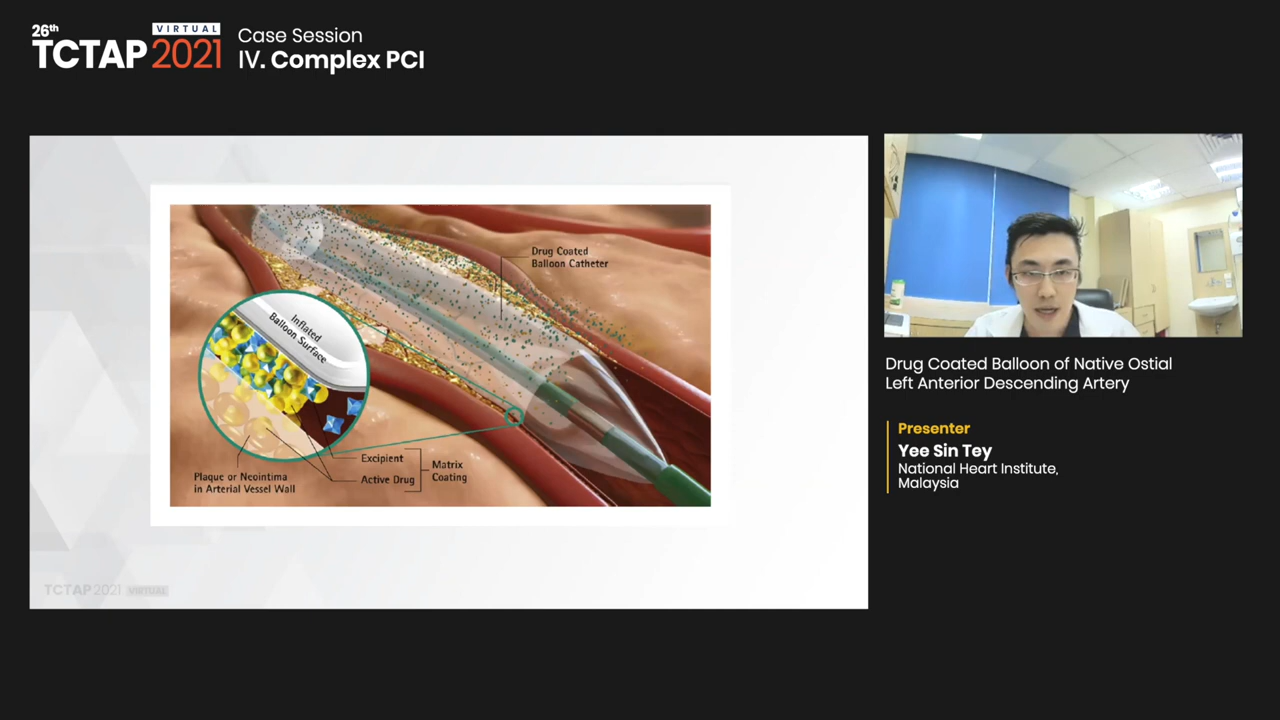 26th
VIRTUAL
TCTAP 2021
Case Session
IV. Complex PCI
Drug Coated
Balloon Catheter
Inflated
Balloon Surface
Excipient
Active Drug
Matrix
Coating
Plaque or Neointima
in Arterial Vessel Wall
TCTAP 2021 VIRTUAL
Drug Coated Balloon of Native Ostial
Left Anterior Descending Artery
Presenter
Yee Sin Tey
National Heart Institute,
Malaysia